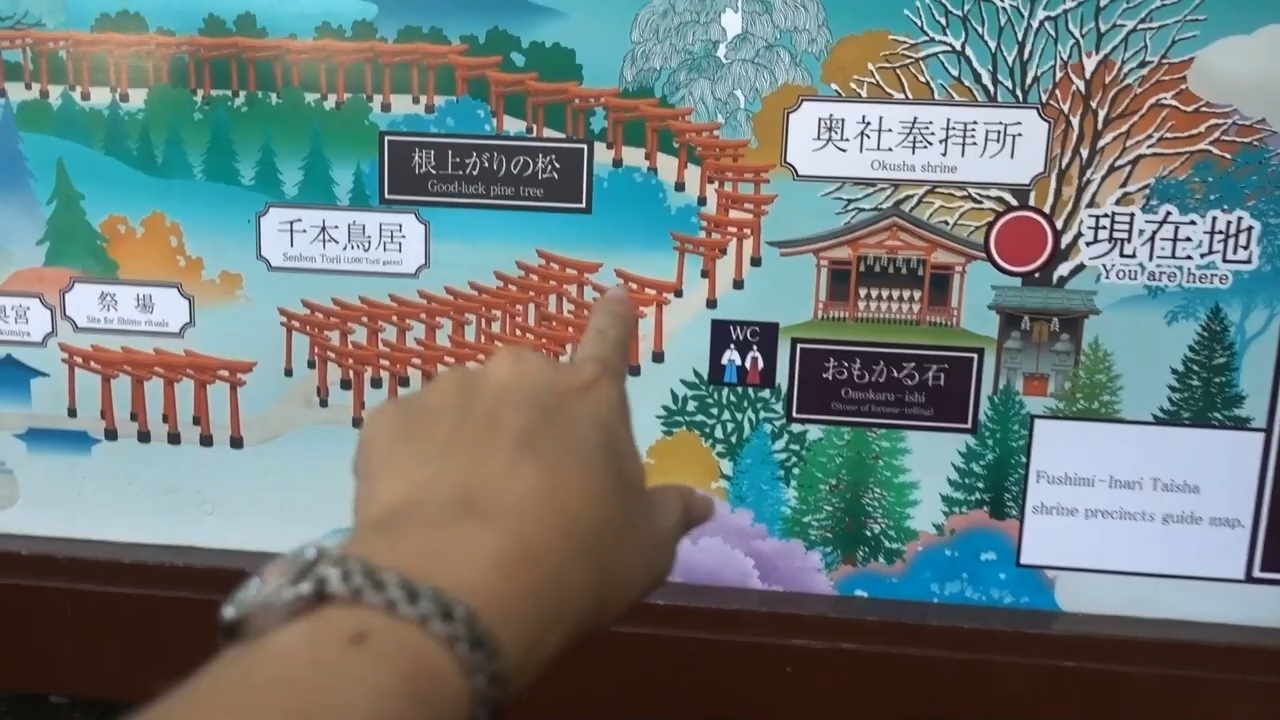 奥社奉拝所
Okusha shrine
根上がりの松
Good-luck pine tree
千本鳥居
Senbon Torii (1,000 Torii gates)
現在地
You are here
祭場
Site for Shinto rituals
奥宮
kumiya
WC
おもかる石
Omokaru-ishi
(Stone of fortune-telling)
Fushimi-Inari Taisha
shrine precincts guide map.